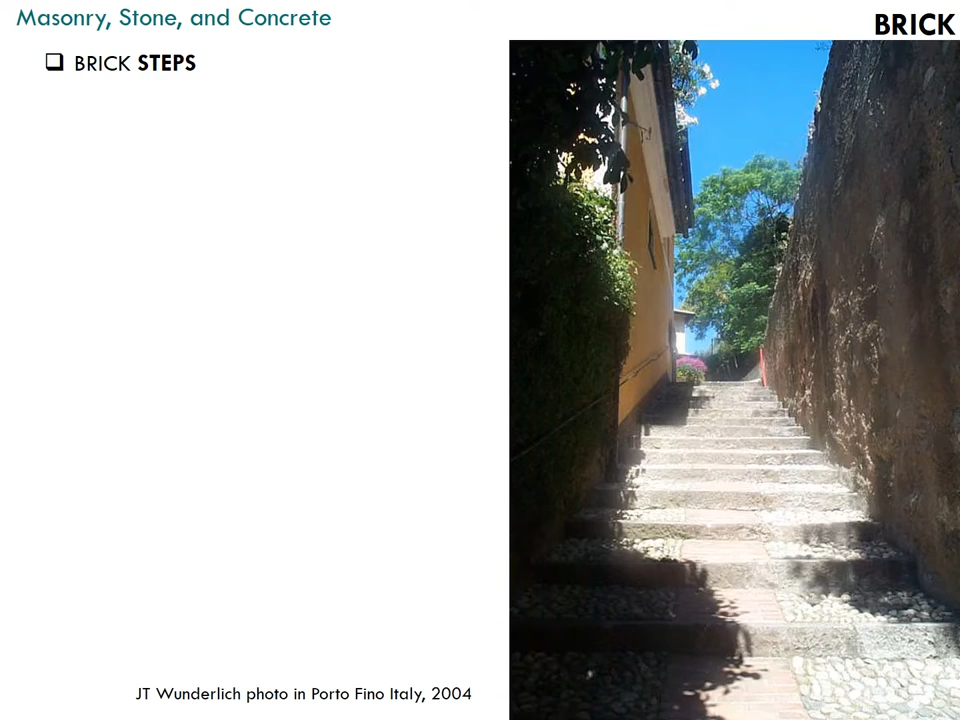 Masonry, Stone, and Concrete
BRICK
❑ BRICK STEPS
JT Wunderlich photo in Porto Fino Italy, 2004